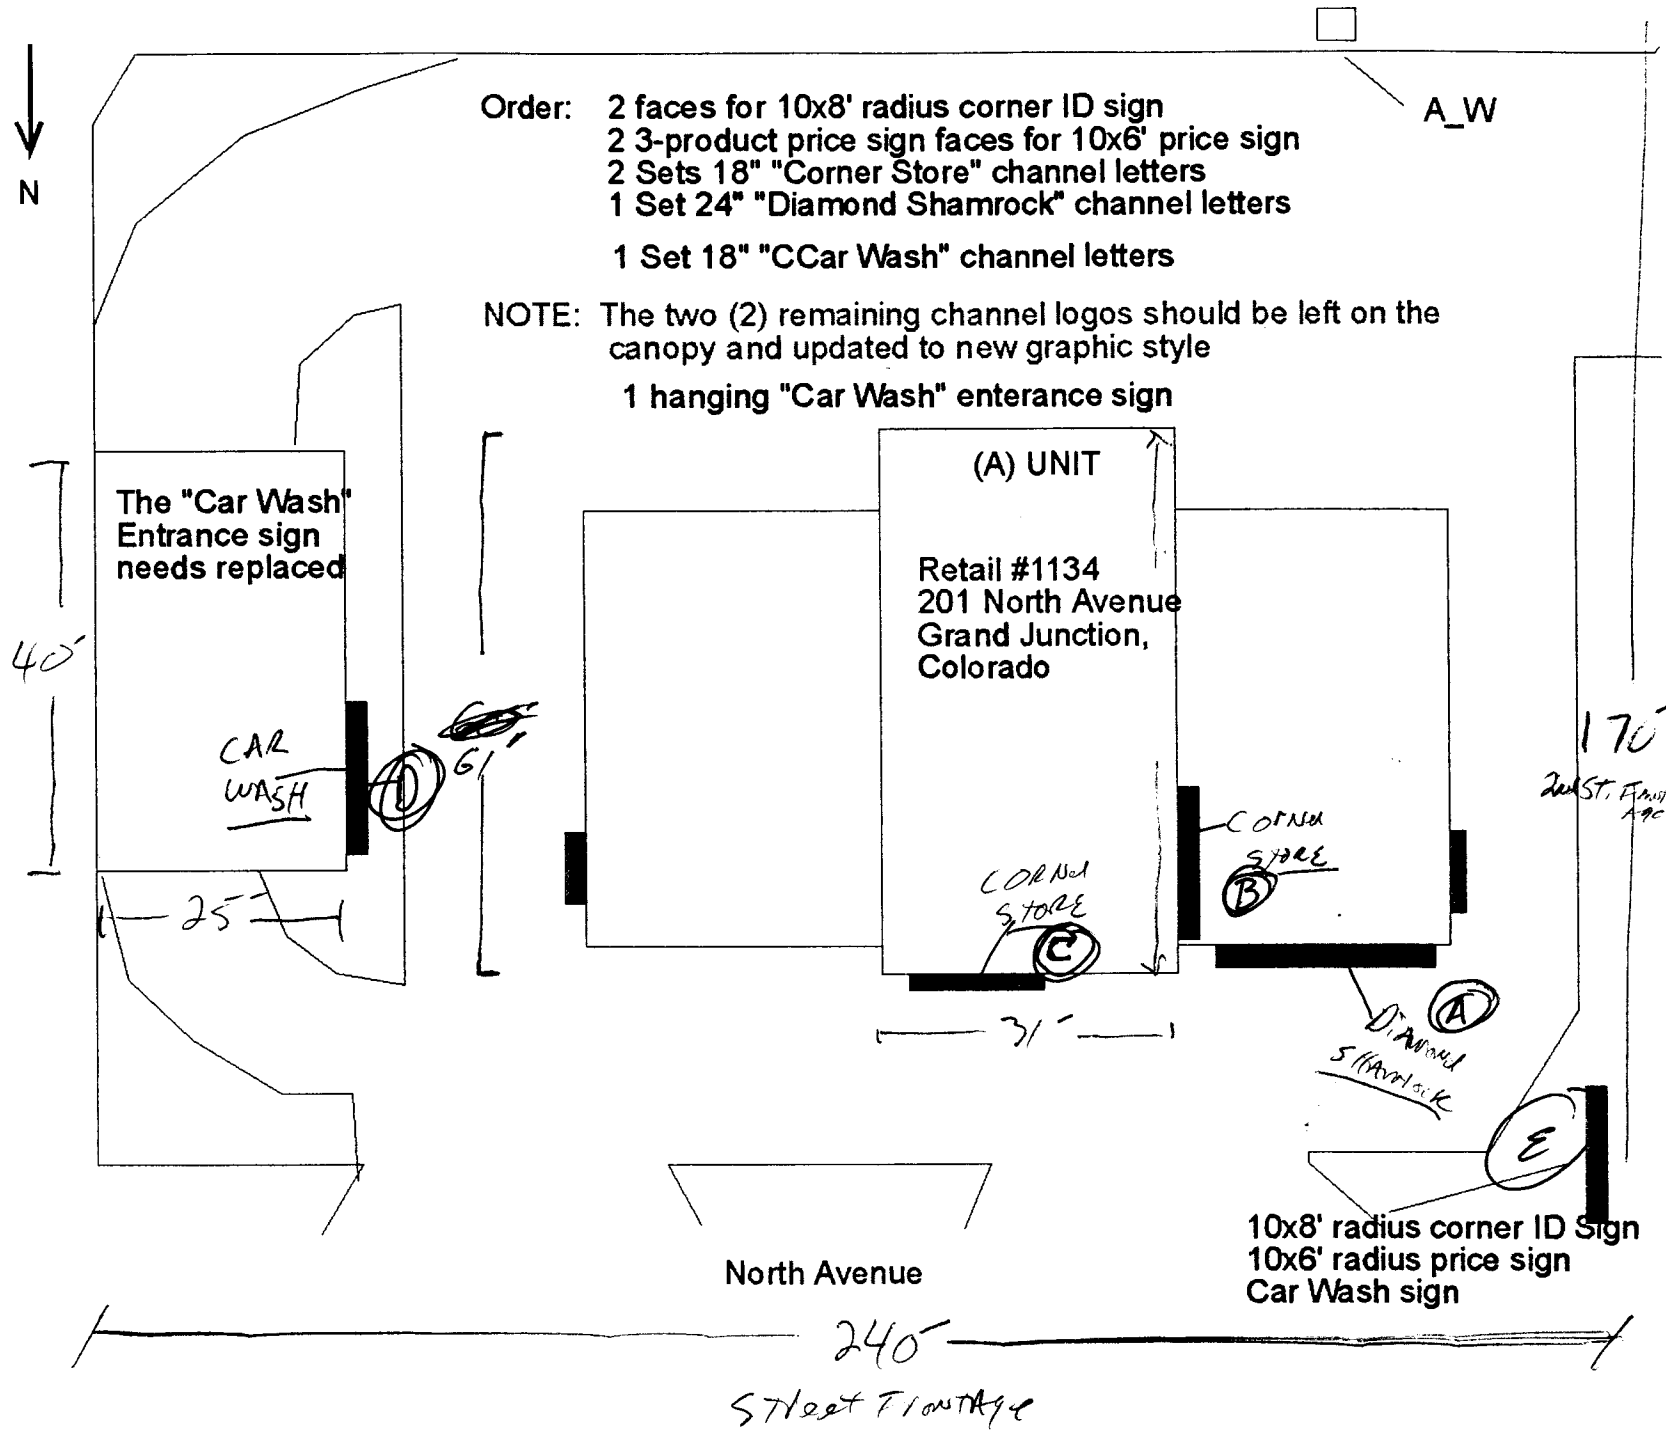 Order: 2 faces for 10x8' radius corner ID sign
2 3-product price sign faces for 10x6' price sign
2 Sets 18" "Corner Store" channel letters
1 Set 24" "Diamond Shamrock" channel letters
1 Set 18" "CCar Wash" channel letters
NOTE: The two (2) remaining channel logos should be left on the
canopy and updated to new graphic style
1 hanging "Car Wash" enterance sign
A_W
N
(A) UNIT
The "Car Wash"
Entrance sign
needs replaced
Retail #1134
201 North Avenue
Grand Junction,
Colorado
40'
61'
170'
2nd ST.
CAR
WASH
D
CORNER
STORE
B
CORNER
STORE
C
25'
31'
A
DIAMOND
SHAMROCK
E
10x8' radius corner ID Sign
10x6' radius price sign
Car Wash sign
North Avenue
240'
Street Frontage